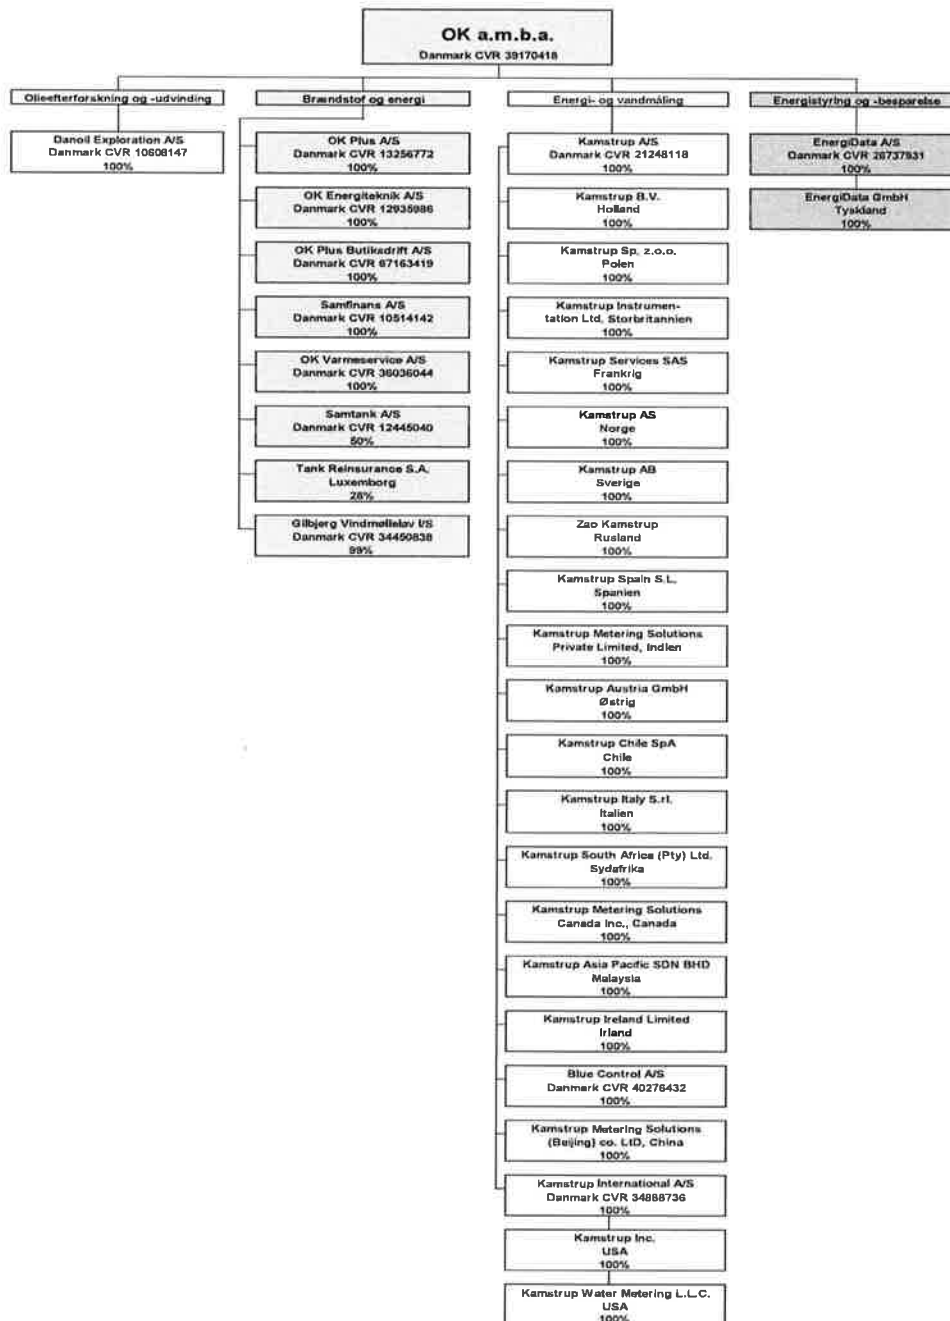 OK a.m.b.a.
Danmark CVR 39170418
Olieefterforskning og -udvinding
Danoil Exploration A/S
Danmark CVR 10608147
100%
Brændstof og energi
OK Plus A/S
Danmark CVR 13256772
100%
OK Energiteknik A/S
Danmark CVR 12935986
100%
OK Plus Butiksdrift A/S
Danmark CVR 67163419
100%
Samfinans A/S
Danmark CVR 10514142
100%
OK Varmeservice A/S
Danmark CVR 36036044
100%
Samtank A/S
Danmark CVR 12445040
50%
Tank Reinsurance S.A.
Luxemborg
26%
Gilbjerg Vindmøllelav I/S
Danmark CVR 34450838
99%
Energi- og vandmåling
Kamstrup A/S
Danmark CVR 21248118
100%
Kamstrup B.V.
Holland
100%
Kamstrup Sp. z.o.o.
Polen
100%
Kamstrup Instrumen-
tation Ltd, Storbritannien
100%
Kamstrup Services SAS
Frankrig
100%
Kamstrup AS
Norge
100%
Kamstrup AB
Sverige
100%
Zao Kamstrup
Rusland
100%
Kamstrup Spain S.L.
Spanien
100%
Kamstrup Metering Solutions
Private Limited, Indien
100%
Kamstrup Austria GmbH
Østrig
100%
Kamstrup Chile SpA
Chile
100%
Kamstrup Italy S.rl.
Italien
100%
Kamstrup South Africa (Pty) Ltd.
Sydafrika
100%
Kamstrup Metering Solutions
Canada Inc., Canada
100%
Kamstrup Asia Pacific SDN BHD
Malaysia
100%
Kamstrup Ireland Limited
Irland
100%
Blue Control A/S
Danmark CVR 40276432
100%
Kamstrup Metering Solutions
(Beijing) co. LtD, China
100%
Kamstrup International A/S
Danmark CVR 34888736
100%
Kamstrup Inc.
USA
100%
Kamstrup Water Metering L.L.C.
USA
100%
Energistyring og -besparelse
EnergiData A/S
Danmark CVR 26737931
100%
EnergiData GmbH
Tyskland
100%